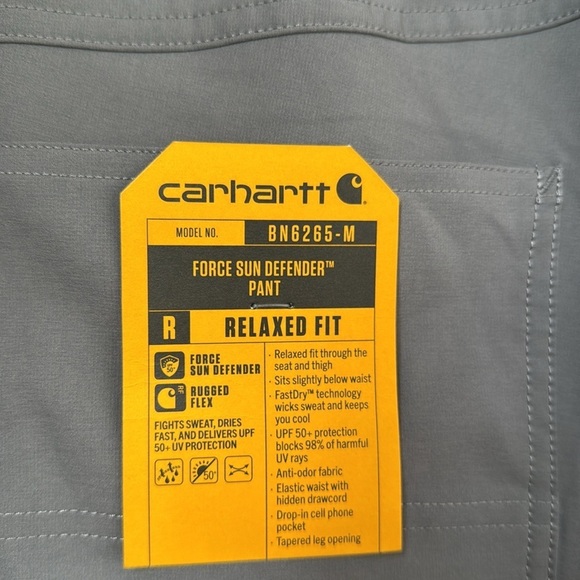 carhartt
MODEL NO. BN6265-M
FORCE SUN DEFENDER™
PANT
R RELAXED FIT
FORCE
SUN DEFENDER
RUGGED
FLEX
FIGHTS SWEAT, DRIES
FAST, AND DELIVERS UPF
50+ UV PROTECTION
50+
· Relaxed fit through the
seat and thigh
· Sits slightly below waist
· FastDry™ technology
wicks sweat and keeps
you cool
· UPF 50+ protection
blocks 98% of harmful
UV rays
· Anti-odor fabric
· Elastic waist with
hidden drawcord
· Drop-in cell phone
pocket
· Tapered leg opening